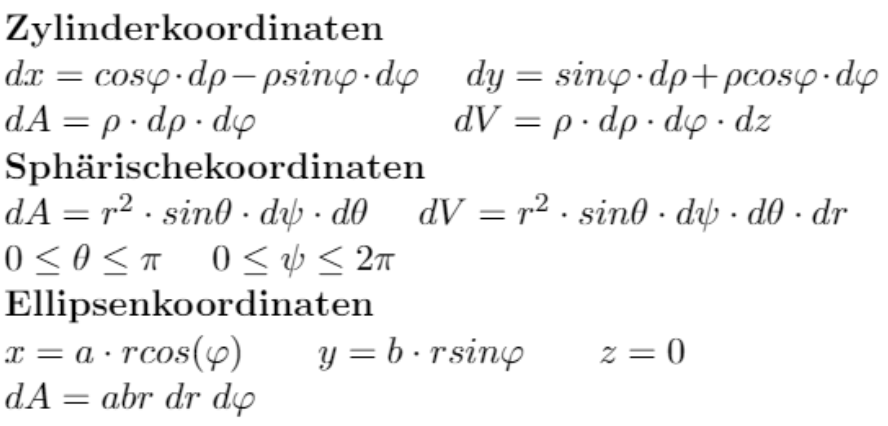 Zylinderkoordinaten
dx = cosφ·dρ−ρsinφ·dφ dy = sinφ·dρ+ρcosφ·dφ
dA = ρ · dρ · dφ dV = ρ · dρ · dφ · dz
Sphärischekoordinaten
dA = r² · sinθ · dψ · dθ dV = r² · sinθ · dψ · dθ · dr
0 ≤ θ ≤ π 0 ≤ ψ ≤ 2π
Ellipsenkoordinaten
x = a · rcos(φ) y = b · rsinφ z = 0
dA = abr dr dφ